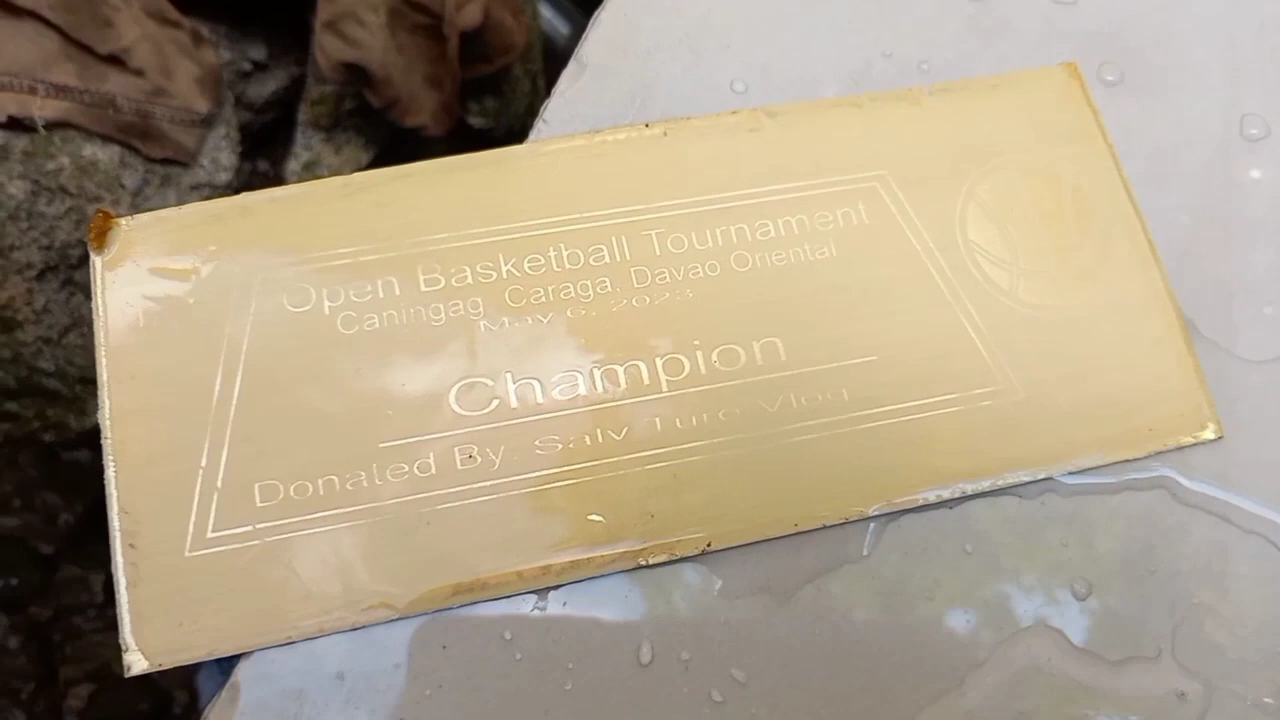 Open Basketball Tournament
Caningag Caraga, Davao Oriental
May 6, 2023
Champion
Donated By: Salv Turo Vlog